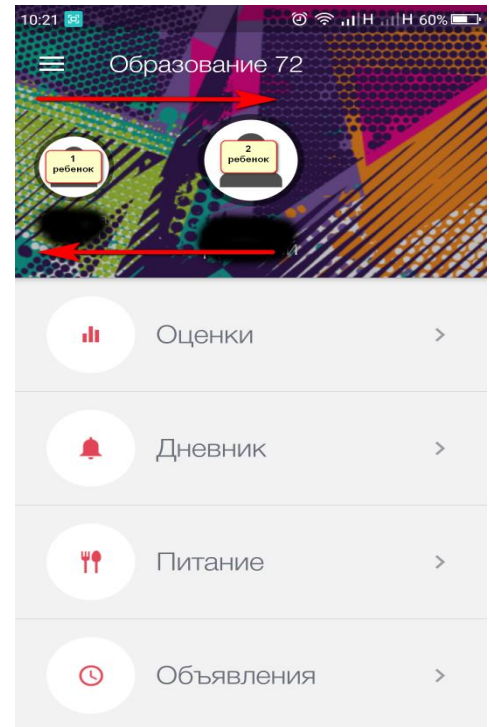 10:21 H H 60%
Образование 72
1
ребенок
2
ребенок
Оценки
Дневник
Питание
Объявления